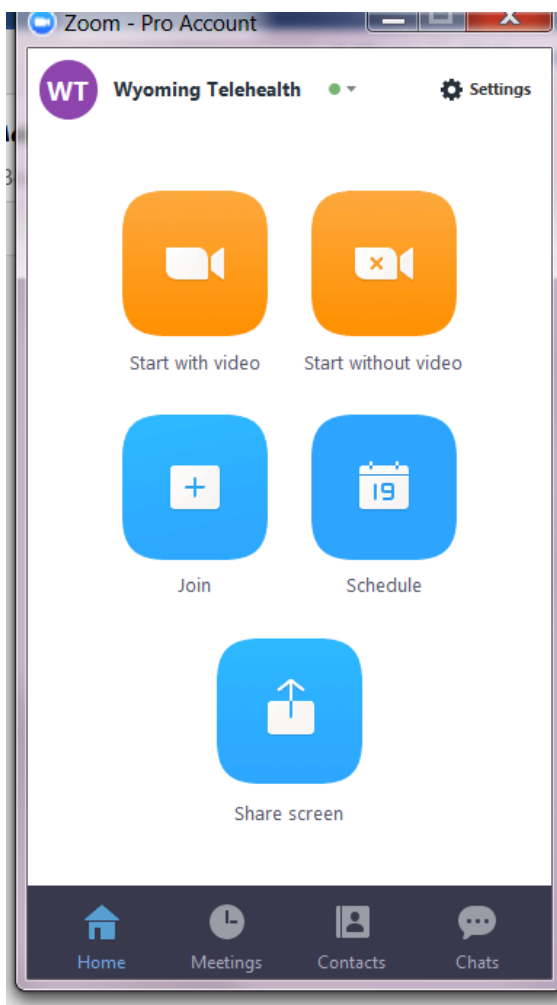 Zoom - Pro Account
WT
Wyoming Telehealth
Settings
Start with video
Start without video
19
Join
Schedule
Share screen
Home
Meetings
Contacts
Chats